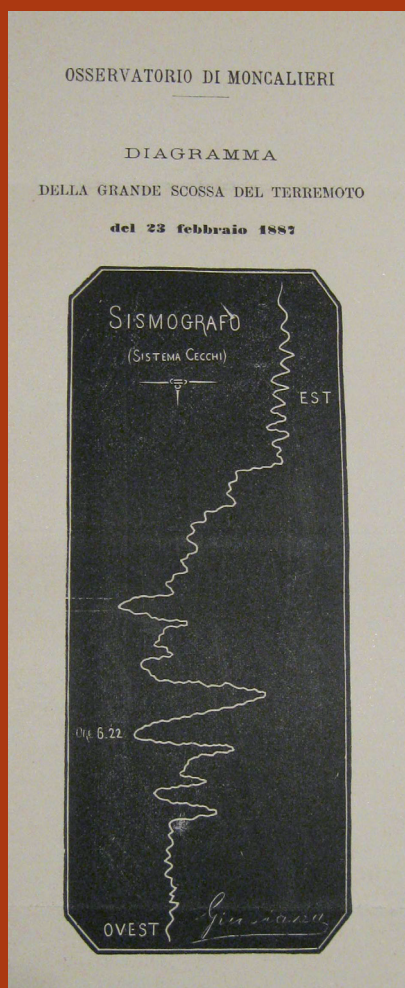 OSSERVATORIO DI MONCALIERI
DIAGRAMMA
DELLA GRANDE SCOSSA DEL TERREMOTO
del 23 febbraio 1887
SISMOGRAFO
(SISTEMA CECCHI)
EST
ORE 6.22
OVEST